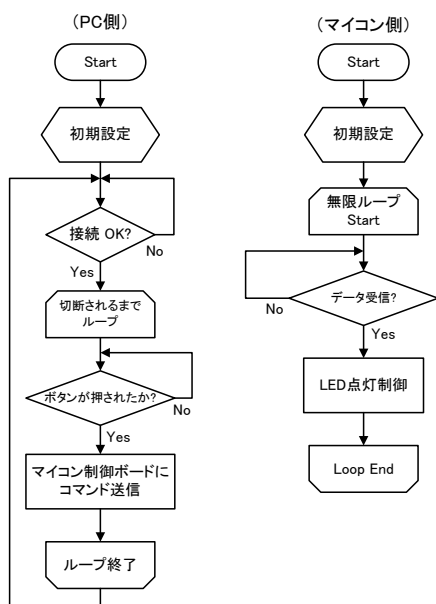 (PC側)
Start
初期設定
接続 OK?
No
Yes
切断されるまで
ループ
ボタンが押されたか?
No
Yes
マイコン制御ボードに
コマンド送信
ループ終了
(マイコン側)
Start
初期設定
無限ループ
Start
データ受信?
No
Yes
LED点灯制御
Loop End